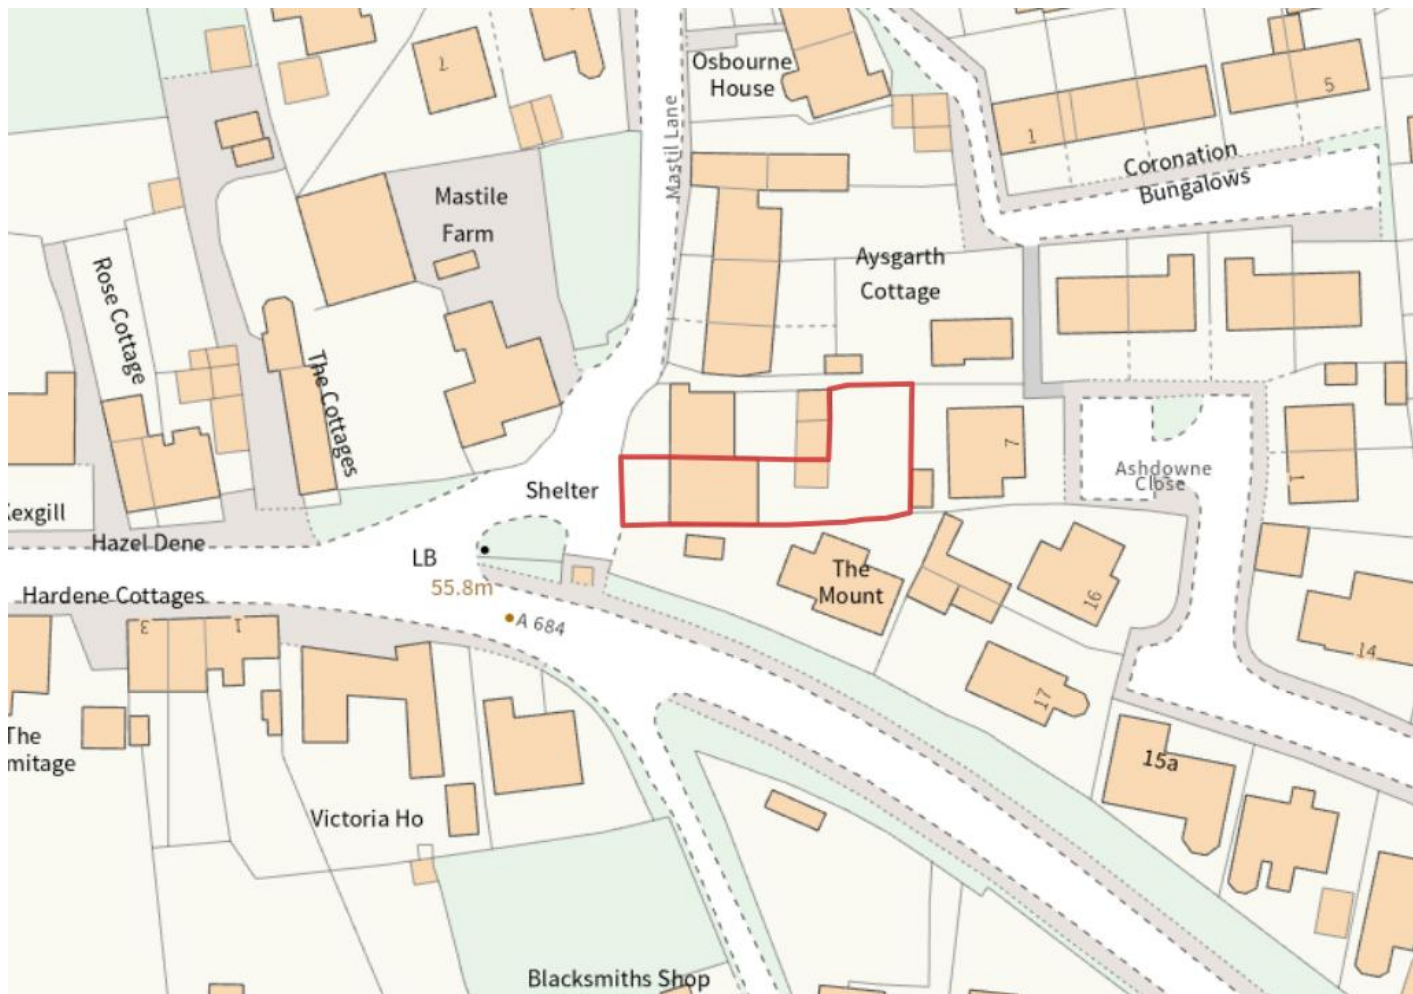 Osbourne
House
7
5
1
Mastil Lane
Coronation
Bungalows
Mastile
Farm
Aysgarth
Cottage
Rose Cottage
The Cottages
7
Ashdowne
Close
1
Shelter
Kexgill
Hazel Dene
LB
55.8m
The
Mount
16
Hardene Cottages
A 684
3
1
14
17
The
mitage
15a
Victoria Ho
Blacksmiths Shop